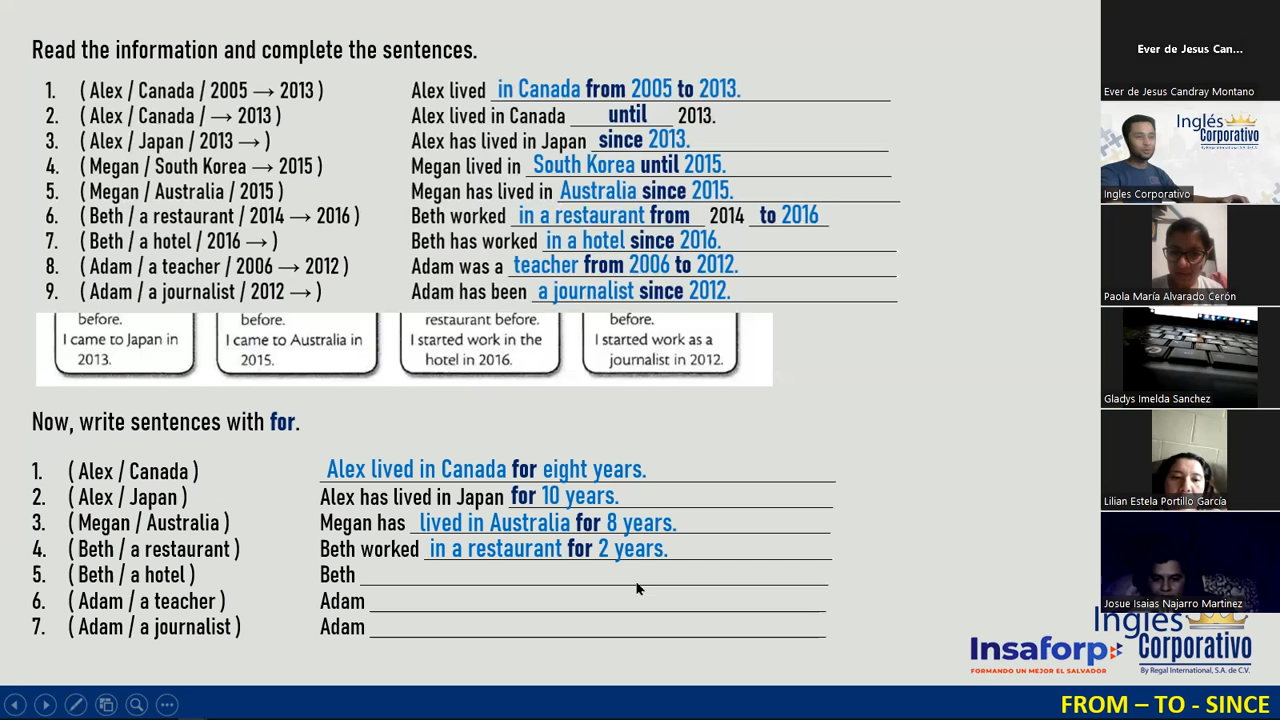 Read the information and complete the sentences.
1. ( Alex / Canada / 2005 → 2013 ) Alex lived in Canada from 2005 to 2013.
2. ( Alex / Canada / → 2013 ) Alex lived in Canada until 2013.
3. ( Alex / Japan / 2013 → ) Alex has lived in Japan since 2013.
4. ( Megan / South Korea → 2015 ) Megan lived in South Korea until 2015.
5. ( Megan / Australia / 2015 ) Megan has lived in Australia since 2015.
6. ( Beth / a restaurant / 2014 → 2016 ) Beth worked in a restaurant from 2014 to 2016
7. ( Beth / a hotel / 2016 → ) Beth has worked in a hotel since 2016.
8. ( Adam / a teacher / 2006 → 2012 ) Adam was a teacher from 2006 to 2012.
9. ( Adam / a journalist / 2012 → ) Adam has been a journalist since 2012.
before.
I came to Japan in
2013.
before.
I came to Australia in
2015.
restaurant before.
I started work in the
hotel in 2016.
before.
I started work as a
journalist in 2012.
Now, write sentences with for.
1. ( Alex / Canada ) Alex lived in Canada for eight years.
2. ( Alex / Japan ) Alex has lived in Japan for 10 years.
3. ( Megan / Australia ) Megan has lived in Australia for 8 years.
4. ( Beth / a restaurant ) Beth worked in a restaurant for 2 years.
5. ( Beth / a hotel ) Beth
6. ( Adam / a teacher ) Adam
7. ( Adam / a journalist ) Adam
Insaforp
FORMANDO UN MEJOR EL SALVADOR
Inglés
Corporativo
By Regal International, S.A. de C.V.
FROM – TO - SINCE
Ever de Jesus Can...
Ever de Jesus Candray Montano
Inglés
Corporativo
By Regal International, S.A. de C.V.
Ingles Corporativo
Paola María Alvarado Cerón
Gladys Imelda Sanchez
Lilian Estela Portillo García
Josue Isaias Najarro Martinez